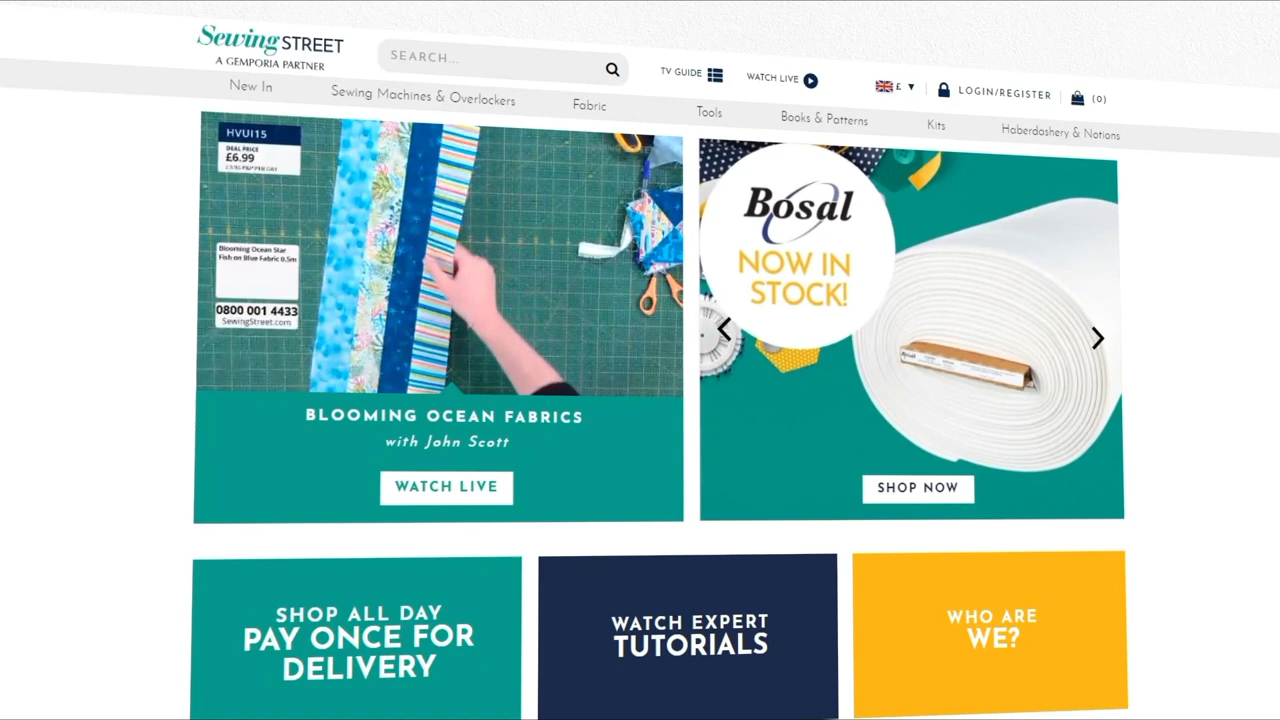 Sewing STREET
A GEMPORIA PARTNER
SEARCH...
TV GUIDE
WATCH LIVE
£
LOGIN/REGISTER
(0)
New In
Sewing Machines & Overlockers
Fabric
Tools
Books & Patterns
Kits
Haberdashery & Notions
HVUI15
DEAL PRICE
£6.99
Blooming Ocean Star
Fish on Blue Fabric 0.5m
0800 001 4433
SewingStreet.com
BLOOMING OCEAN FABRICS
with John Scott
WATCH LIVE
Bosal
NOW IN
STOCK!
SHOP NOW
SHOP ALL DAY
PAY ONCE FOR
DELIVERY
WATCH EXPERT
TUTORIALS
WHO ARE
WE?